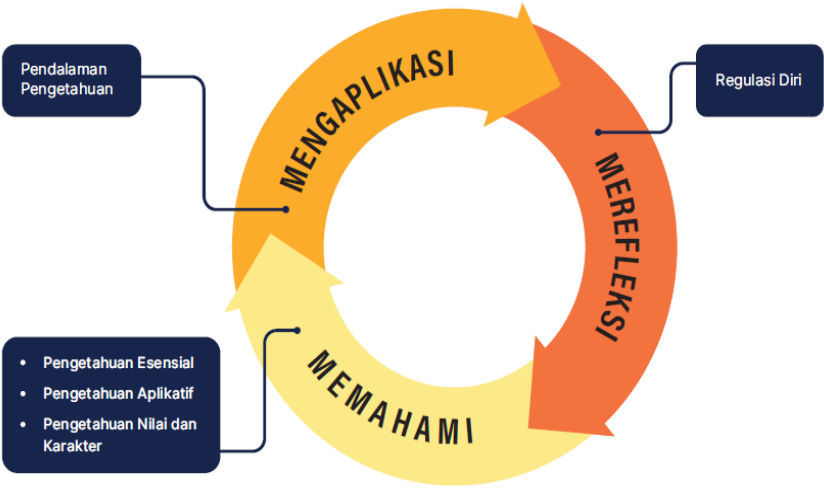 Pendalaman
Pengetahuan
MENGAPLIKASI
Regulasi Diri
MEREFLEKSI
• Pengetahuan Esensial
• Pengetahuan Aplikatif
• Pengetahuan Nilai dan
Karakter
MEMAHAMI